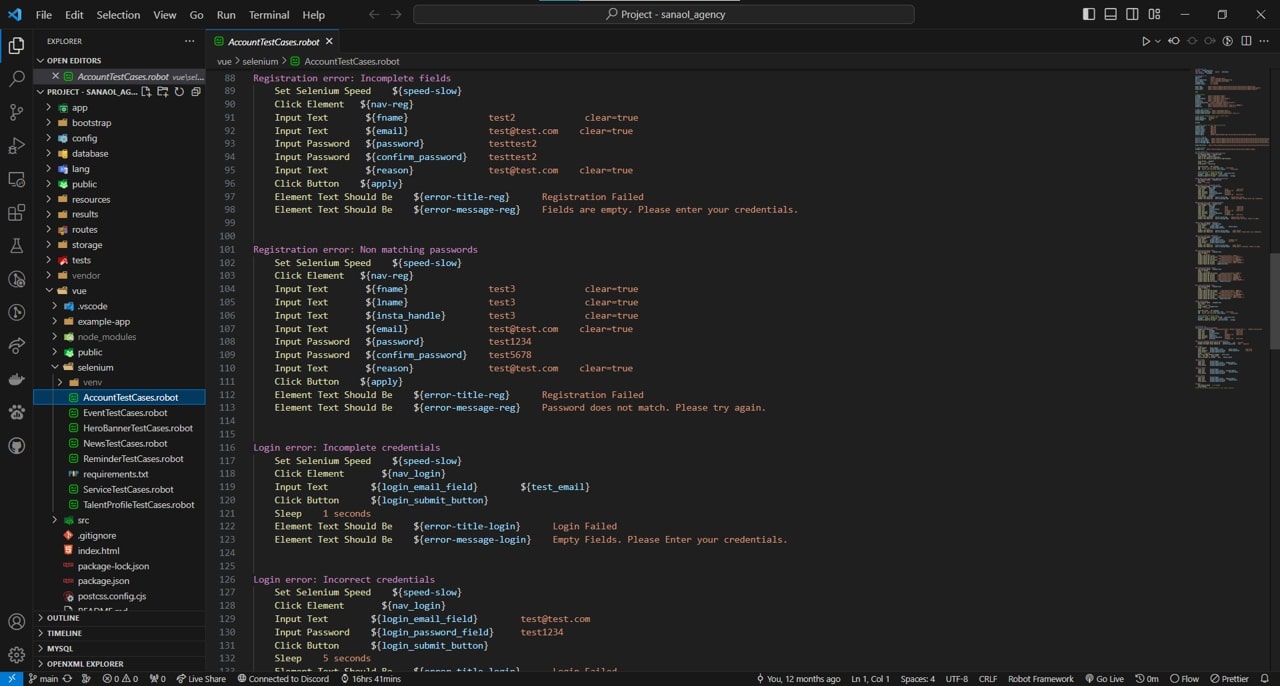 File Edit Selection View Go Run Terminal Help
Project - sanaol_agency
EXPLORER
OPEN EDITORS
AccountTestCases.robot vue\sel...
PROJECT - SANAOL_AG...
app
bootstrap
config
database
lang
public
resources
results
routes
storage
tests
vendor
vue
.vscode
example-app
node_modules
public
selenium
venv
AccountTestCases.robot
EventTestCases.robot
HeroBannerTestCases.robot
NewsTestCases.robot
ReminderTestCases.robot
requirements.txt
ServiceTestCases.robot
TalentProfileTestCases.robot
src
.gitignore
index.html
package-lock.json
package.json
postcss.config.cjs
README.md
OUTLINE
TIMELINE
MYSQL
OPENXML EXPLORER
AccountTestCases.robot
vue > selenium > AccountTestCases.robot
88 Registration error: Incomplete fields
89 Set Selenium Speed ${speed-slow}
90 Click Element ${nav-reg}
91 Input Text ${fname} test2 clear=true
92 Input Text ${email} test@test.com clear=true
93 Input Password ${password} testtest2
94 Input Password ${confirm_password} testtest2
95 Input Text ${reason} test@test.com clear=true
96 Click Button ${apply}
97 Element Text Should Be ${error-title-reg} Registration Failed
98 Element Text Should Be ${error-message-reg} Fields are empty. Please enter your credentials.
99
100
101 Registration error: Non matching passwords
102 Set Selenium Speed ${speed-slow}
103 Click Element ${nav-reg}
104 Input Text ${fname} test3 clear=true
105 Input Text ${lname} test3 clear=true
106 Input Text ${insta_handle} test3 clear=true
107 Input Text ${email} test@test.com clear=true
108 Input Password ${password} test1234
109 Input Password ${confirm_password} test5678
110 Input Text ${reason} test@test.com clear=true
111 Click Button ${apply}
112 Element Text Should Be ${error-title-reg} Registration Failed
113 Element Text Should Be ${error-message-reg} Password does not match. Please try again.
114
115
116 Login error: Incomplete credentials
117 Set Selenium Speed ${speed-slow}
118 Click Element ${nav_login}
119 Input Text ${login_email_field} ${test_email}
120 Click Button ${login_submit_button}
121 Sleep 1 seconds
122 Element Text Should Be ${error-title-login} Login Failed
123 Element Text Should Be ${error-message-login} Empty Fields. Please Enter your credentials.
124
125
126 Login error: Incorrect credentials
127 Set Selenium Speed ${speed-slow}
128 Click Element ${nav_login}
129 Input Text ${login_email_field} test@test.com
130 Input Password ${login_password_field} test1234
131 Click Button ${login_submit_button}
132 Sleep 5 seconds
133 Element Text Should Be ${error-title-login} Login Failed
main 0 0 0 Live Share Connected to Discord 16hrs 41mins You, 12 months ago Ln 1, Col 1 Spaces: 4 UTF-8 CRLF Robot Framework Go Live 0m Flow Prettier